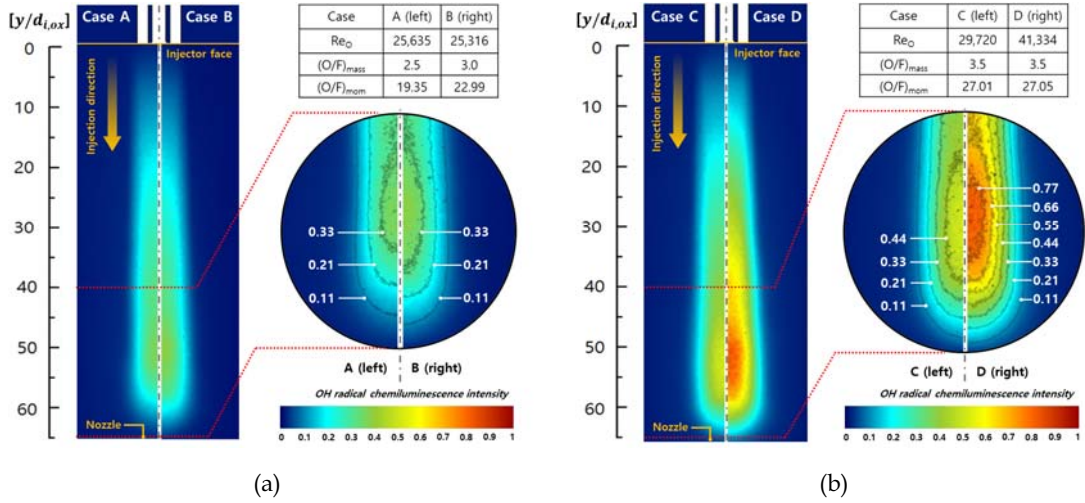 [y/d_{i,ox}]
Case A
Case B
Injector face
Injection direction
0
10
20
30
40
50
60
Nozzle
Case A (left) B (right)
Re_O 25,635 25,316
(O/F)_{mass} 2.5 3.0
(O/F)_{mom} 19.35 22.99
0.33 0.33
0.21 0.21
0.11 0.11
A (left) B (right)
OH radical chemiluminescence intensity
0 0.1 0.2 0.3 0.4 0.5 0.6 0.7 0.8 0.9 1
(a)
[y/d_{i,ox}]
Case C
Case D
Injector face
Injection direction
0
10
20
30
40
50
60
Nozzle
Case C (left) D (right)
Re_O 29,720 41,334
(O/F)_{mass} 3.5 3.5
(O/F)_{mom} 27.01 27.05
0.77
0.66
0.55
0.44 0.44
0.33 0.33
0.21 0.21
0.11 0.11
C (left) D (right)
OH radical chemiluminescence intensity
0 0.1 0.2 0.3 0.4 0.5 0.6 0.7 0.8 0.9 1
(b)